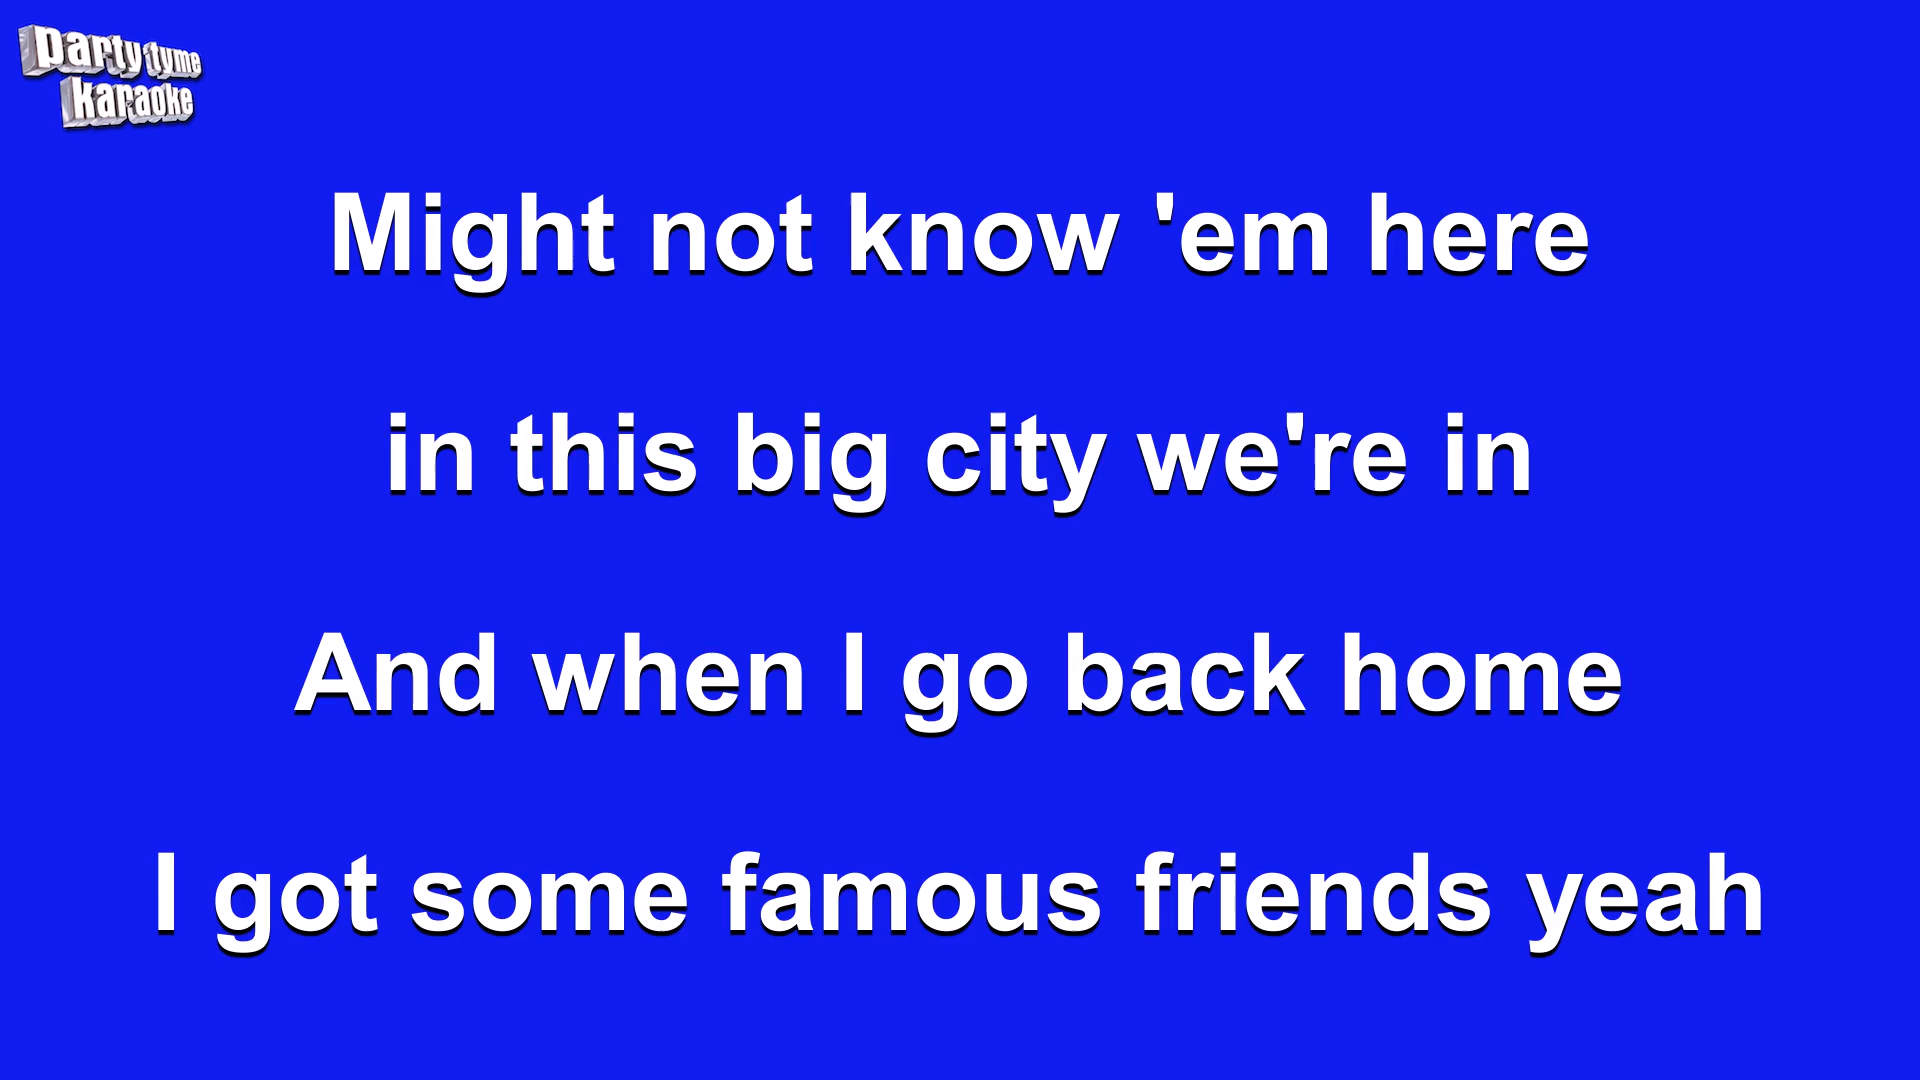 party tyme
karaoke
Might not know 'em here
in this big city we're in
And when I go back home
I got some famous friends yeah